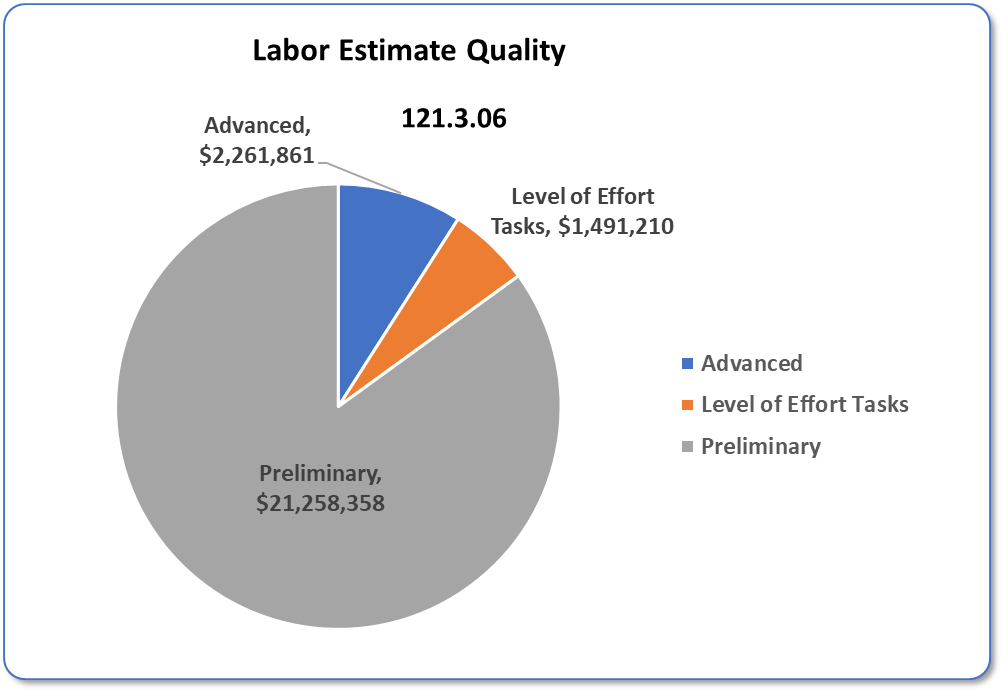 Labor Estimate Quality
121.3.06
Advanced,
$2,261,861
Level of Effort
Tasks, $1,491,210
Preliminary,
$21,258,358
Advanced
Level of Effort Tasks
Preliminary